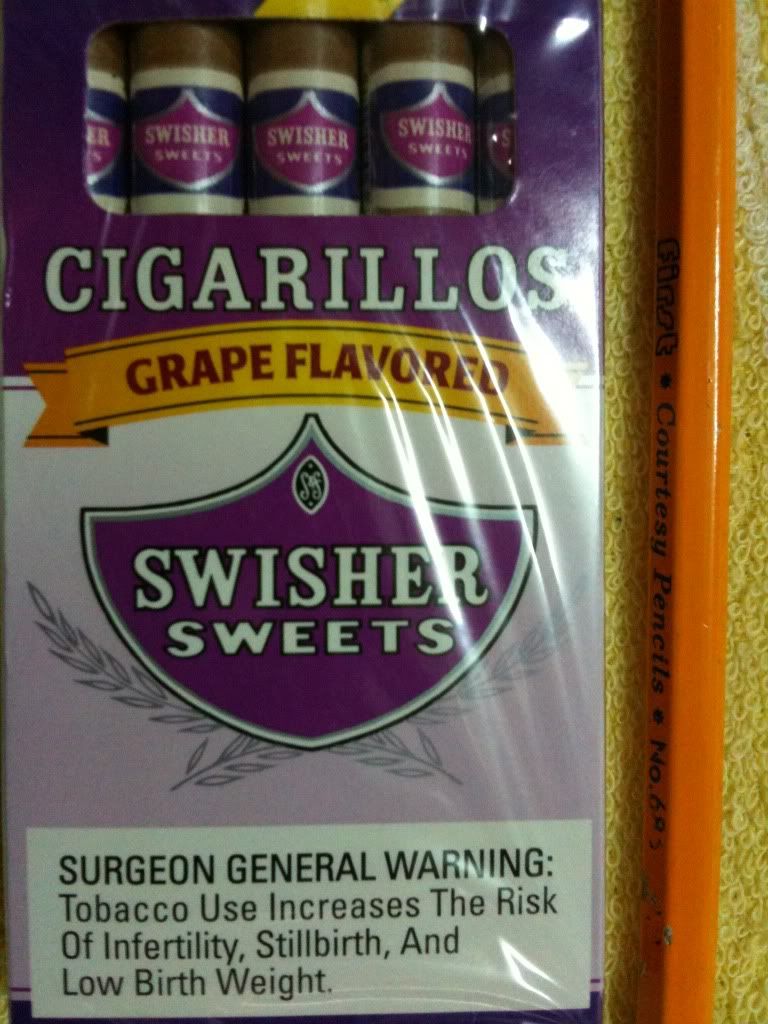 SWISHER SWEETS
SWISHER SWEETS
SWISHER SWEETS
CIGARILLOS
GRAPE FLAVORED
SWISHER
SWEETS
SURGEON GENERAL WARNING:
Tobacco Use Increases The Risk
Of Infertility, Stillbirth, And
Low Birth Weight.
* Courtesy Pencils *